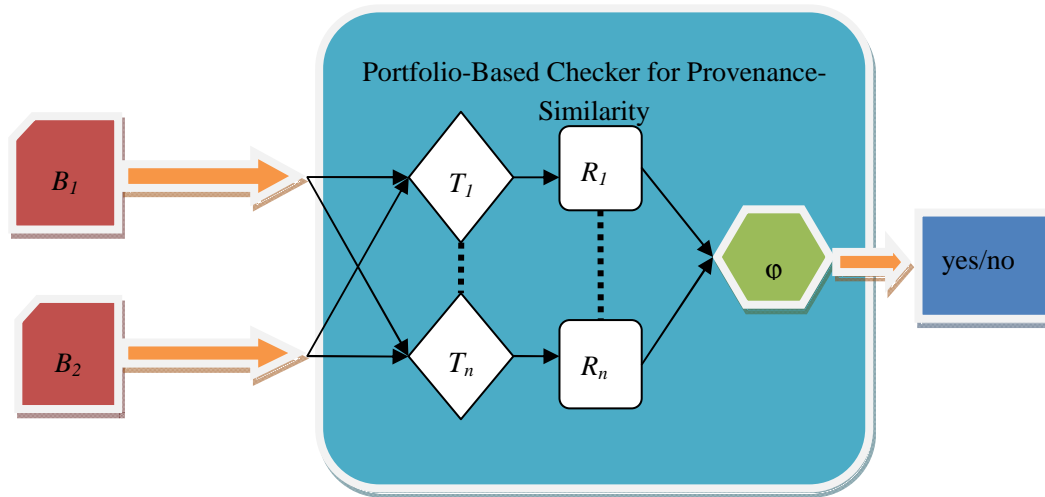 Portfolio-Based Checker for Provenance-
Similarity
B1
T1
R1
φ
yes/no
B2
Tn
Rn